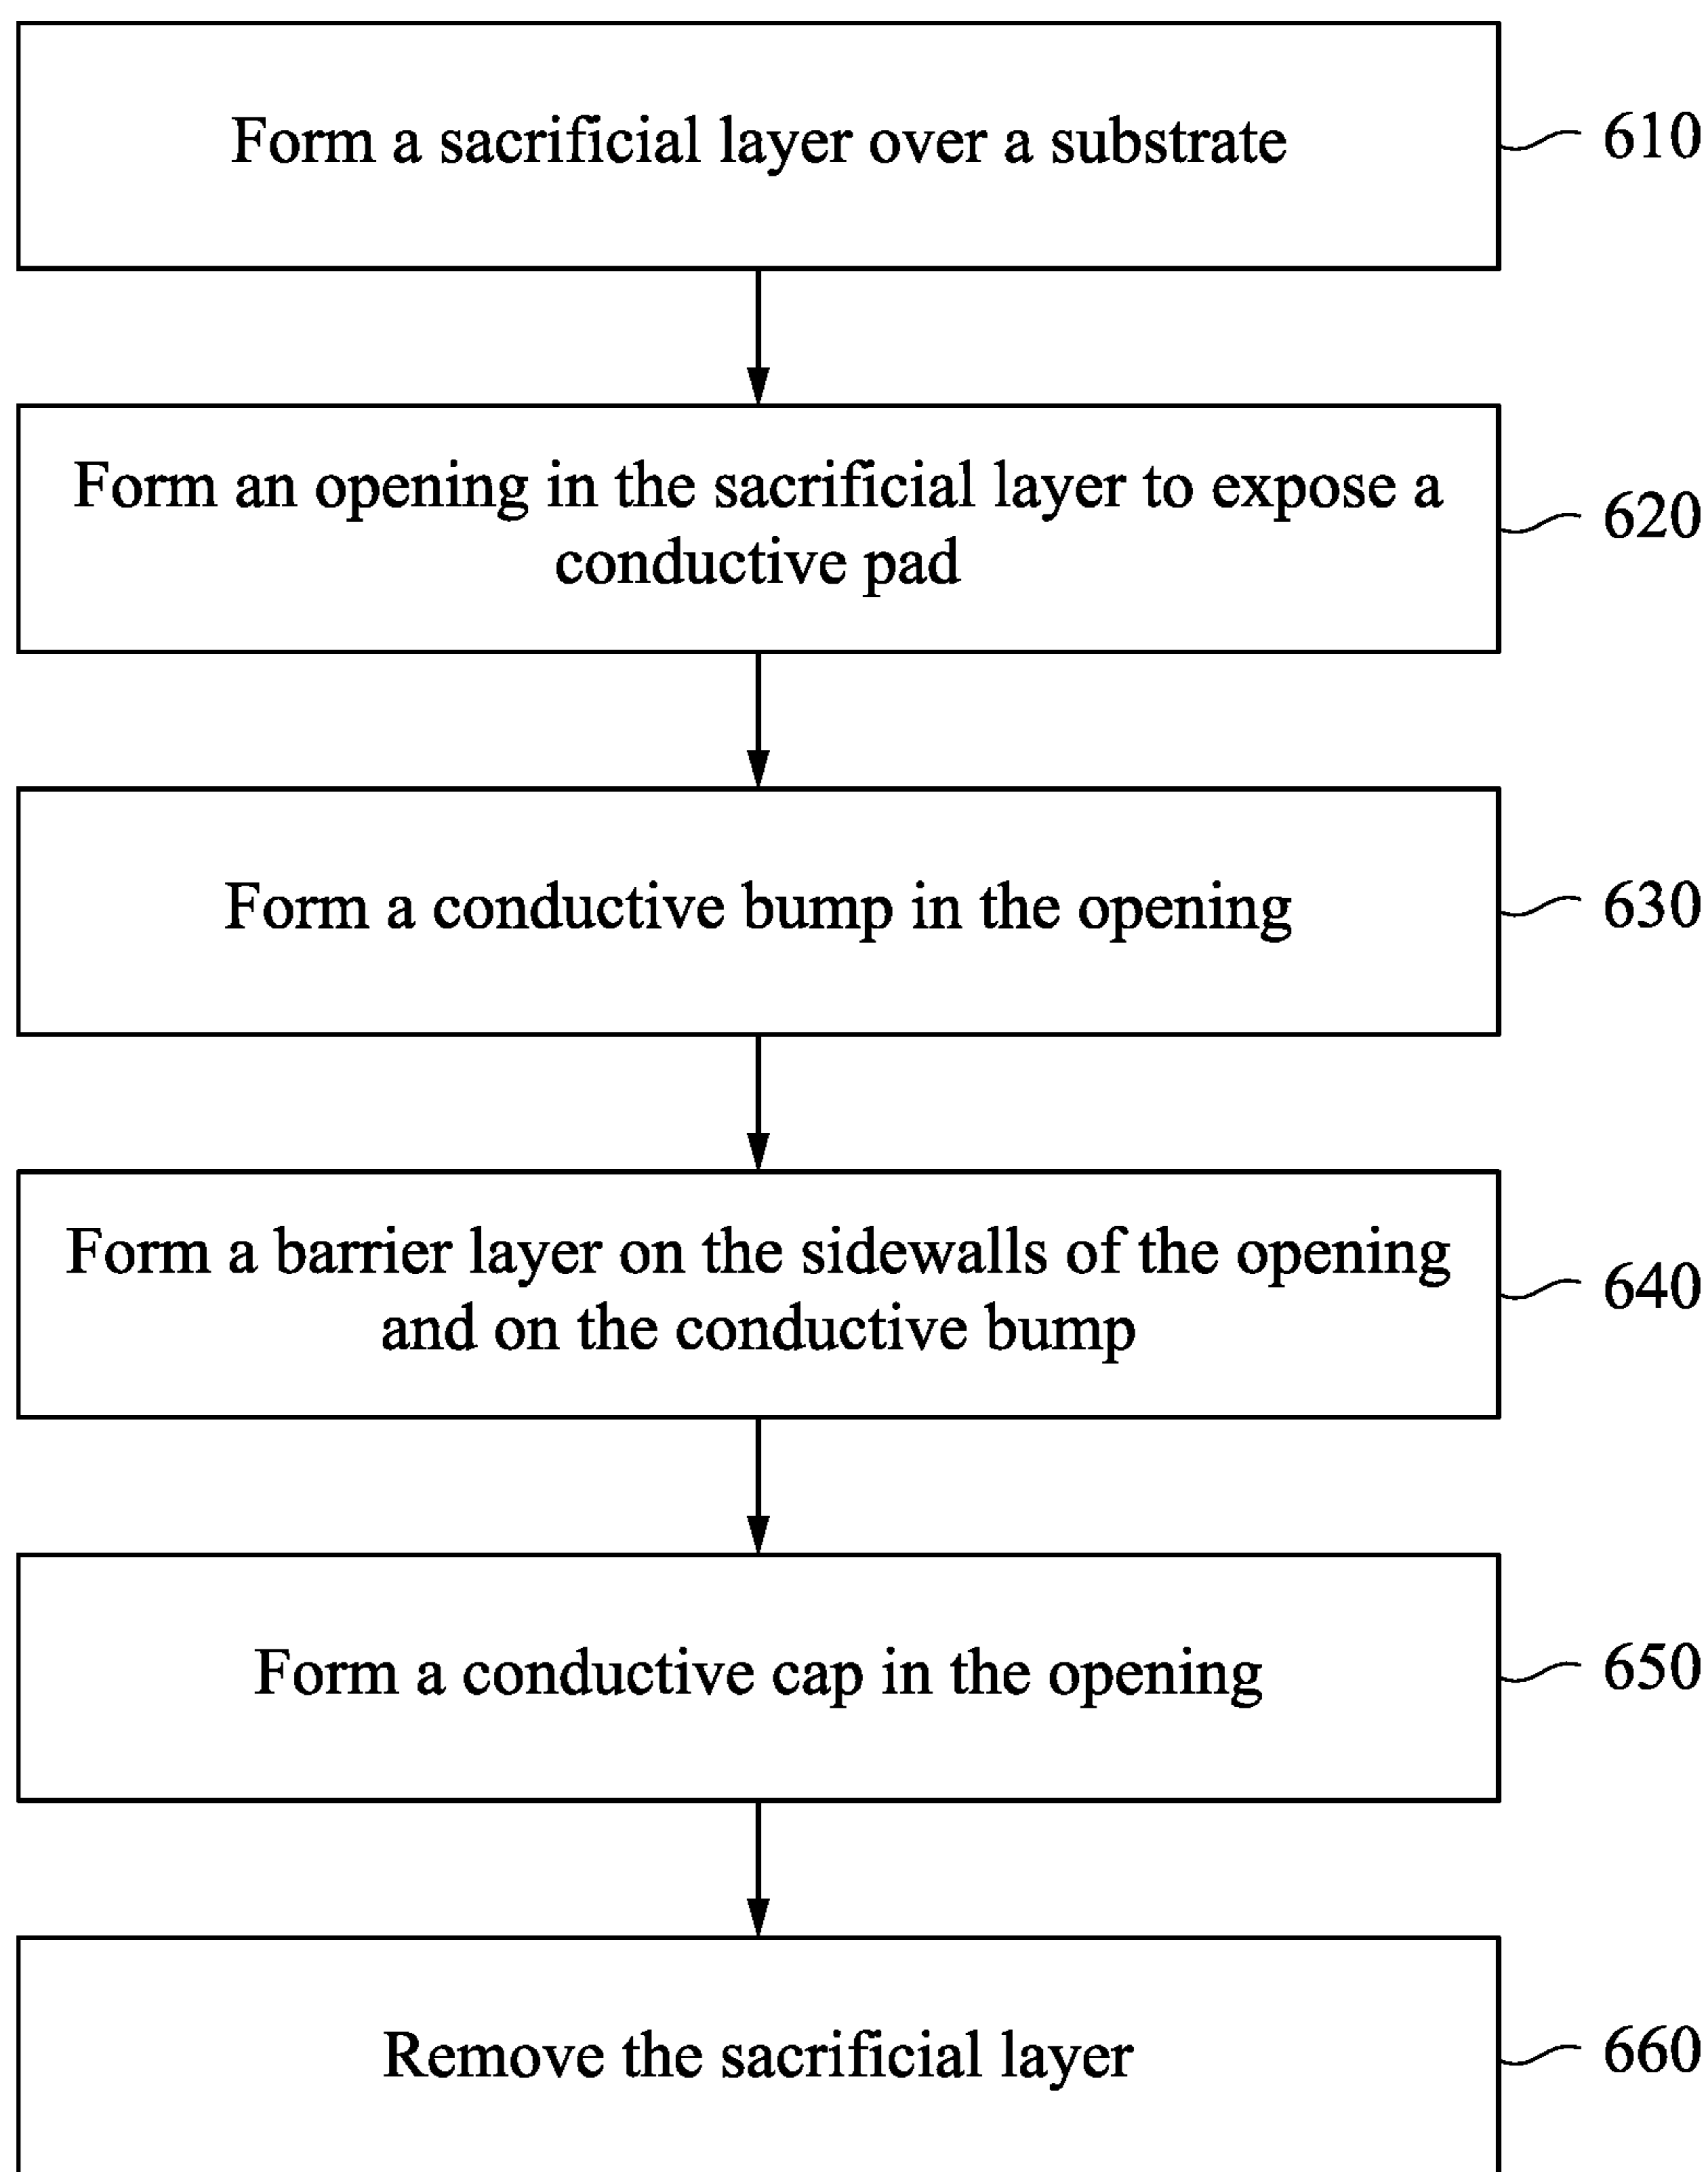 Form a sacrificial layer over a substrate
610
Form an opening in the sacrificial layer to expose a
conductive pad
620
Form a conductive bump in the opening
630
Form a barrier layer on the sidewalls of the opening
and on the conductive bump
640
Form a conductive cap in the opening
650
Remove the sacrificial layer
660